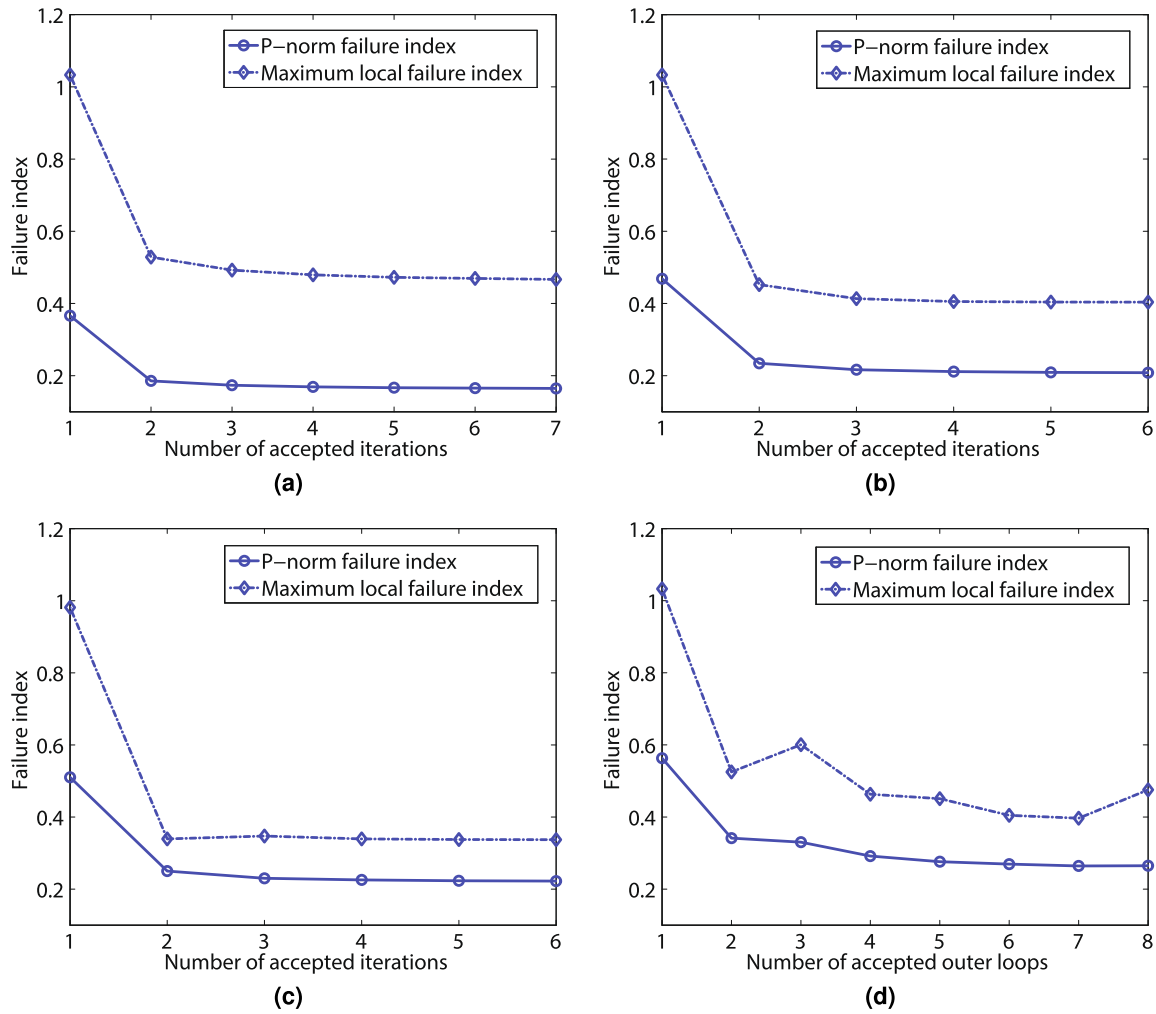 1.2
1
0.8
0.6
0.4
0.2
Failure index
P−norm failure index
Maximum local failure index
1 2 3 4 5 6 7
Number of accepted iterations
(a)
1.2
1
0.8
0.6
0.4
0.2
Failure index
P−norm failure index
Maximum local failure index
1 2 3 4 5 6
Number of accepted iterations
(b)
1.2
1
0.8
0.6
0.4
0.2
Failure index
P−norm failure index
Maximum local failure index
1 2 3 4 5 6
Number of accepted iterations
(c)
1.2
1
0.8
0.6
0.4
0.2
Failure index
P−norm failure index
Maximum local failure index
1 2 3 4 5 6 7 8
Number of accepted outer loops
(d)